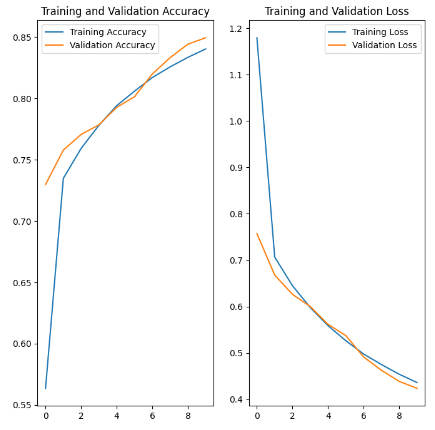 Training and Validation Accuracy
Training Accuracy
Validation Accuracy
0.85
0.80
0.75
0.70
0.65
0.60
0.55
0 2 4 6 8
Training and Validation Loss
Training Loss
Validation Loss
1.2
1.1
1.0
0.9
0.8
0.7
0.6
0.5
0.4
0 2 4 6 8